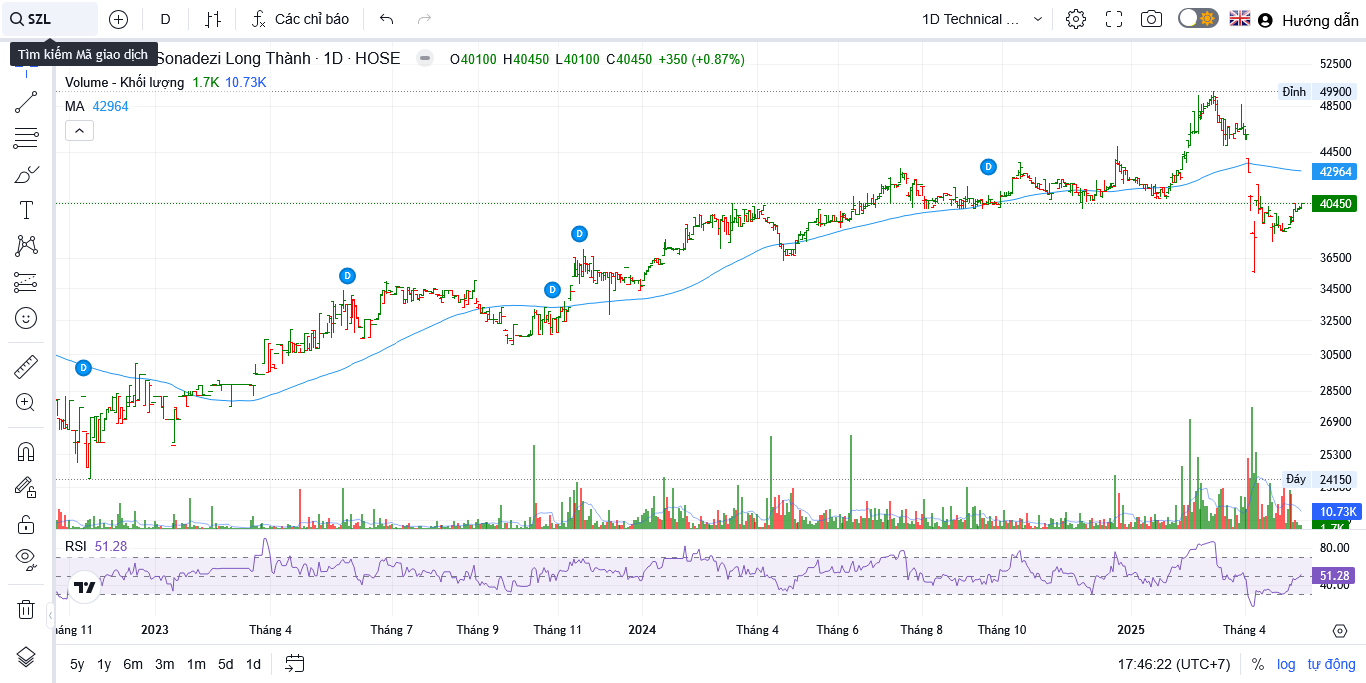 SZL
D
Các chỉ báo
1D Technical ...
Hướng dẫn
Tìm kiếm Mã giao dịch
Sonadezi Long Thành · 1D · HOSE
O40100 H40450 L40100 C40450 +350 (+0.87%)
Volume - Khối lượng 1.7K 10.73K
MA 42964
52500
Đỉnh 49900
48500
44500
42964
40450
36500
34500
32500
30500
28500
26900
25300
Đáy 24150
10.73K
1.7K
D
D
D
D
D
RSI 51.28
80.00
51.28
40.00
háng 11 2023 Tháng 4 Tháng 7 Tháng 9 Tháng 11 2024 Tháng 4 Tháng 6 Tháng 8 Tháng 10 2025 Tháng 4
5y 1y 6m 3m 1m 5d 1d
17:46:22 (UTC+7) % log tự động